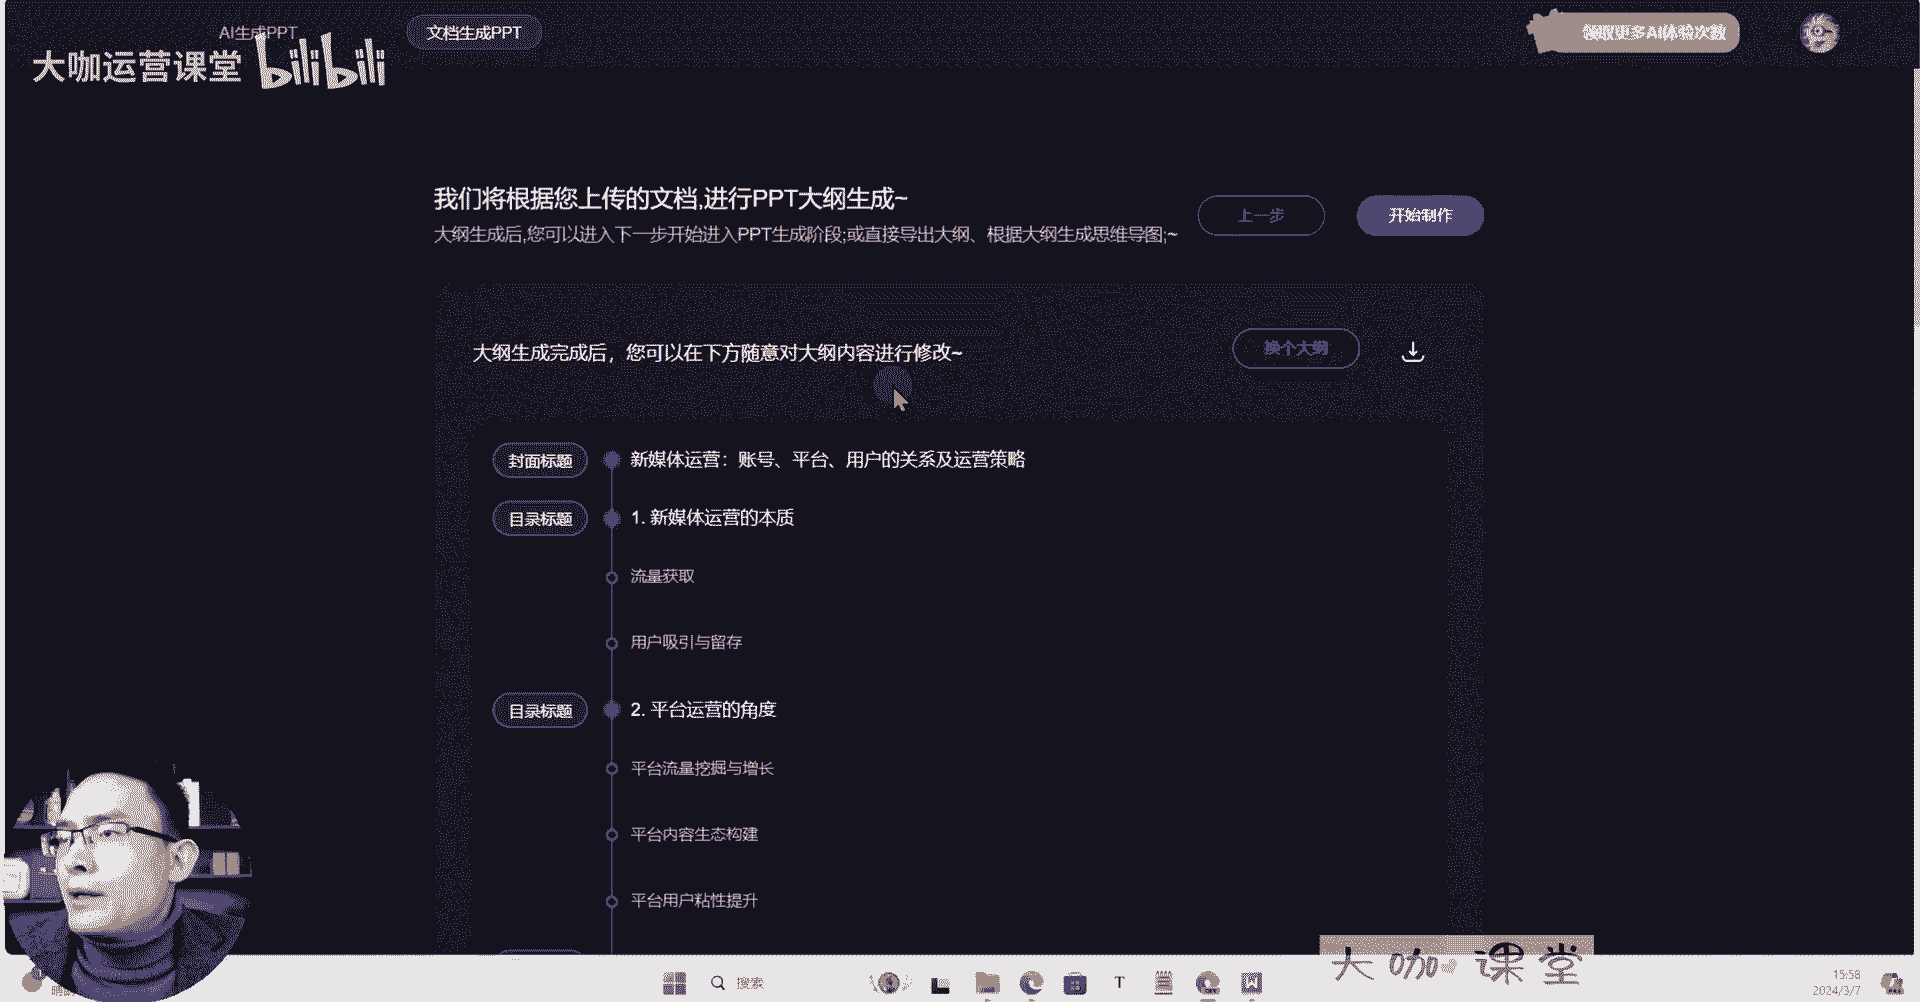 AI生成PPT
文档生成PPT
领取更多AI体验次数
大咖运营课堂 bilibili
我们将根据您上传的文档,进行PPT大纲生成~
大纲生成后,您可以进入下一步开始进入PPT生成阶段;或直接导出大纲、根据大纲生成思维导图;~
上一步
开始制作
大纲生成完成后，您可以在下方随意对大纲内容进行修改~
换个大纲
封面标题
新媒体运营：账号、平台、用户的关系及运营策略
目录标题
1. 新媒体运营的本质
流量获取
用户吸引与留存
目录标题
2. 平台运营的角度
平台流量挖掘与增长
平台内容生态构建
平台用户粘性提升
大咖课堂
搜索
15:58
2024/3/7